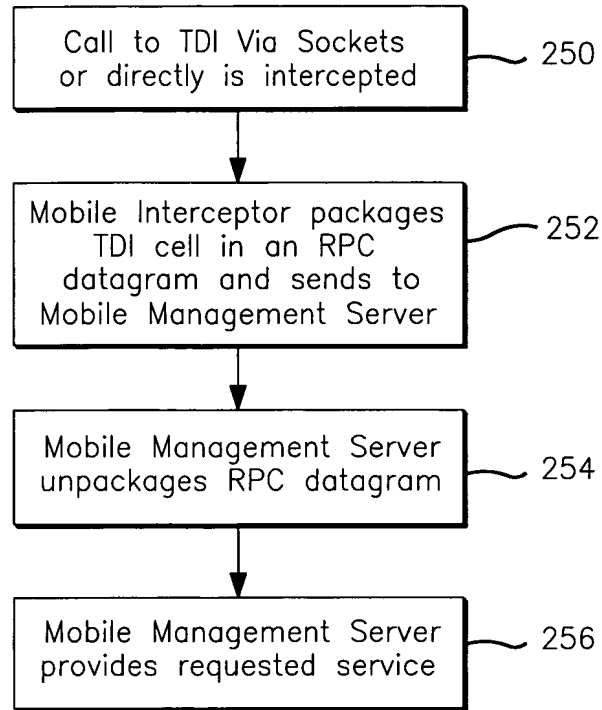 Call to TDI Via Sockets
or directly is intercepted
250
Mobile Interceptor packages
TDI cell in an RPC
datagram and sends to
Mobile Management Server
252
Mobile Management Server
unpackages RPC datagram
254
Mobile Management Server
provides requested service
256